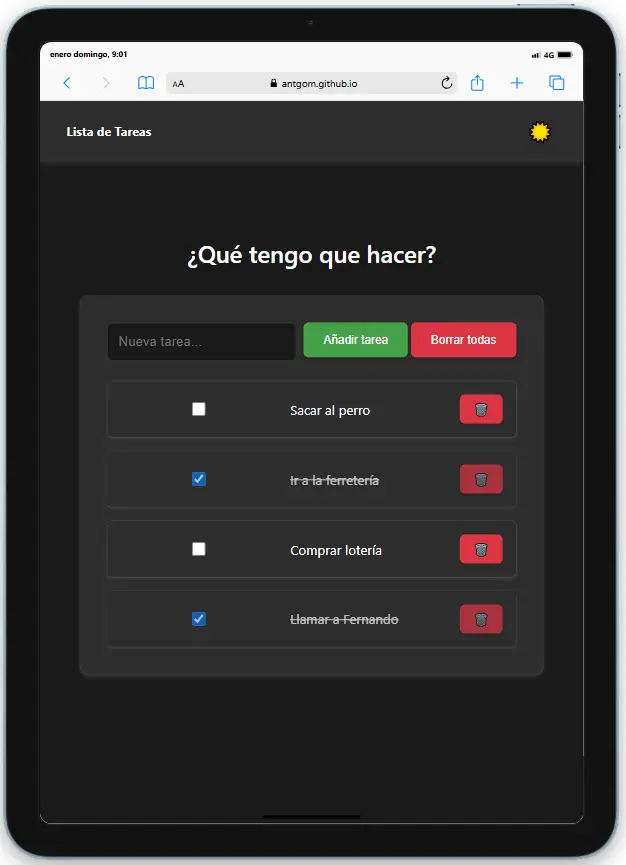 enero domingo, 9:01
4G
AA
antgom.github.io
Lista de Tareas
¿Qué tengo que hacer?
Nueva tarea...
Añadir tarea
Borrar todas
Sacar al perro
Ir a la ferretería
Comprar lotería
Llamar a Fernando